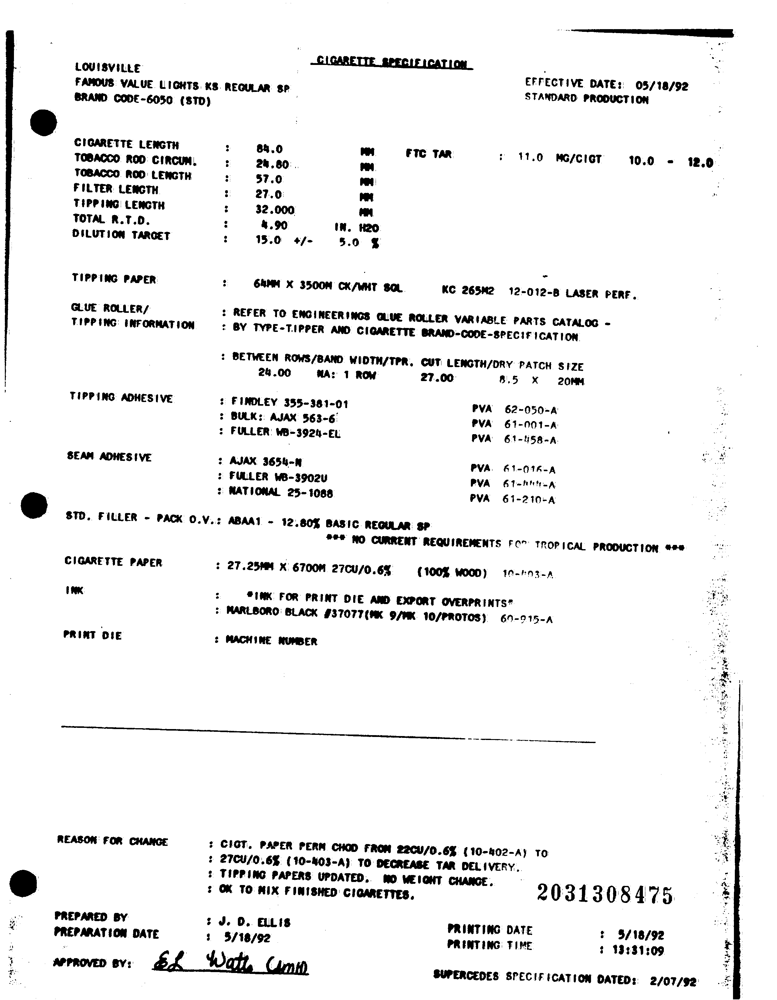 CIGARETTE SPECIFICATION
LOUISVILLE
FAMOUS VALUE LIGHTS KS REGULAR SP
BRAND CODE-6050 (STD)
EFFECTIVE DATE: 05/18/92
STANDARD PRODUCTION
CIGARETTE LENGTH : 84.0 MM FTC TAR : 11.0 MG/CIGT 10.0 - 12.0
TOBACCO ROD CIRCUM. : 24.80 MM
TOBACCO ROD LENGTH : 57.0 MM
FILTER LENGTH : 27.0 MM
TIPPING LENGTH : 32.000 MM
TOTAL R.T.D. : 4.90 IN. H2O
DILUTION TARGET : 15.0 +/- 5.0 %
TIPPING PAPER : 64MM X 3500M CK/WHT SGL KC 265M2 12-012-B LASER PERF.
GLUE ROLLER/ : REFER TO ENGINEERINGS GLUE ROLLER VARIABLE PARTS CATALOG -
TIPPING INFORMATION : BY TYPE-TIPPER AND CIGARETTE BRAND-CODE-SPECIFICATION
: BETWEEN ROWS/BAND WIDTH/TPR. CUT LENGTH/DRY PATCH SIZE
24.00 NA: 1 ROW 27.00 8.5 X 20MM
TIPPING ADHESIVE : FINDLEY 355-381-01 PVA 62-050-A
: BULK: AJAX 563-6 PVA 61-001-A
: FULLER WB-3924-EL PVA 61-458-A
SEAM ADHESIVE : AJAX 3654-N PVA 61-016-A
: FULLER WB-3902U PVA 61-444-A
: NATIONAL 25-1088 PVA 61-210-A
STD. FILLER - PACK O.V.: ABAA1 - 12.80% BASIC REGULAR SP
*** NO CURRENT REQUIREMENTS FOR TROPICAL PRODUCTION ***
CIGARETTE PAPER : 27.25MM X 6700M 27CU/0.6% (100% WOOD) 10-403-A
INK : "INK FOR PRINT DIE AND EXPORT OVERPRINTS"
: MARLBORO BLACK #37077(MK 9/MK 10/PROTOS) 60-915-A
PRINT DIE : MACHINE NUMBER
REASON FOR CHANGE : CIGT. PAPER PERM CHGD FROM 22CU/0.6% (10-402-A) TO
: 27CU/0.6% (10-403-A) TO DECREASE TAR DELIVERY.
: TIPPING PAPERS UPDATED. NO WEIGHT CHANGE.
: OK TO MIX FINISHED CIGARETTES.
2031308475
PREPARED BY : J. D. ELLIS
PREPARATION DATE : 5/18/92
PRINTING DATE : 5/18/92
PRINTING TIME : 13:31:09
APPROVED BY: Watts
SUPERCEDES SPECIFICATION DATED: 2/07/92